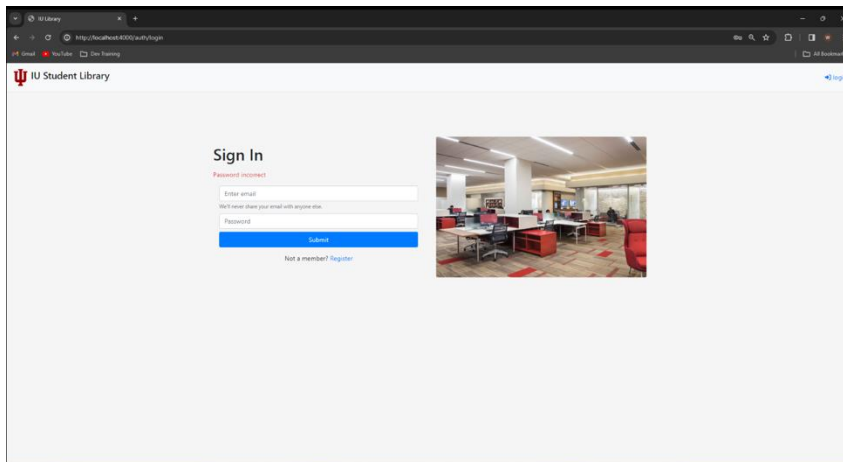 IU Library
http://localhost:4000/auth/login
Gmail YouTube Dev Training All Bookmark
IU Student Library
Sign In
Password incorrect
Enter email
We'll never share your email with anyone else.
Password
Submit
Not a member? Register